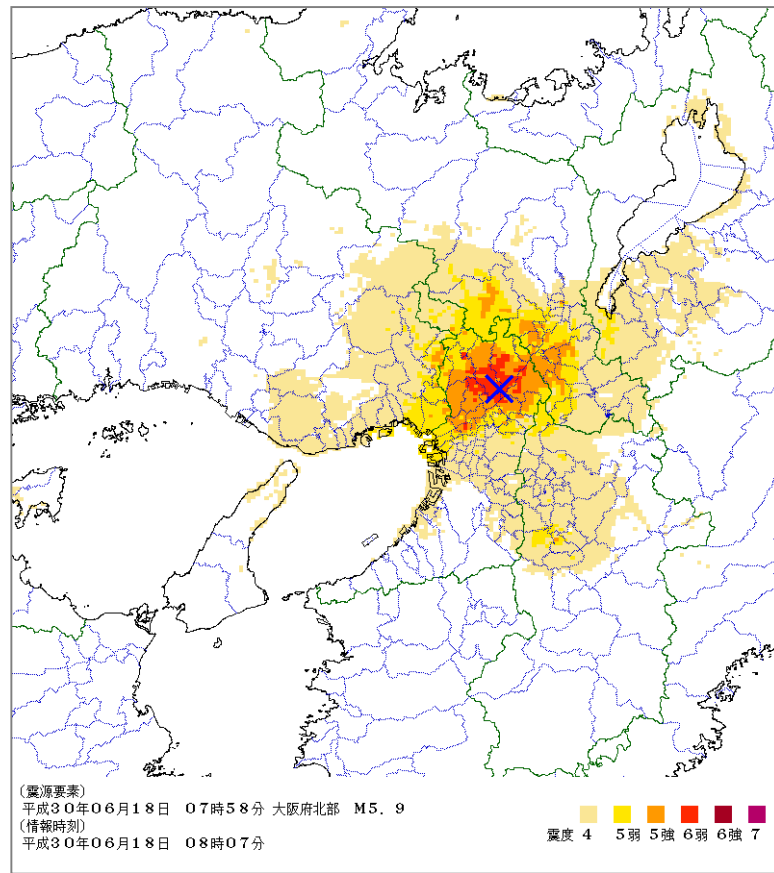 (震源要素)
平成30年06月18日 07時58分 大阪府北部 M5.9
(情報時刻)
平成30年06月18日 08時07分
震度 4 5弱 5強 6弱 6強 7